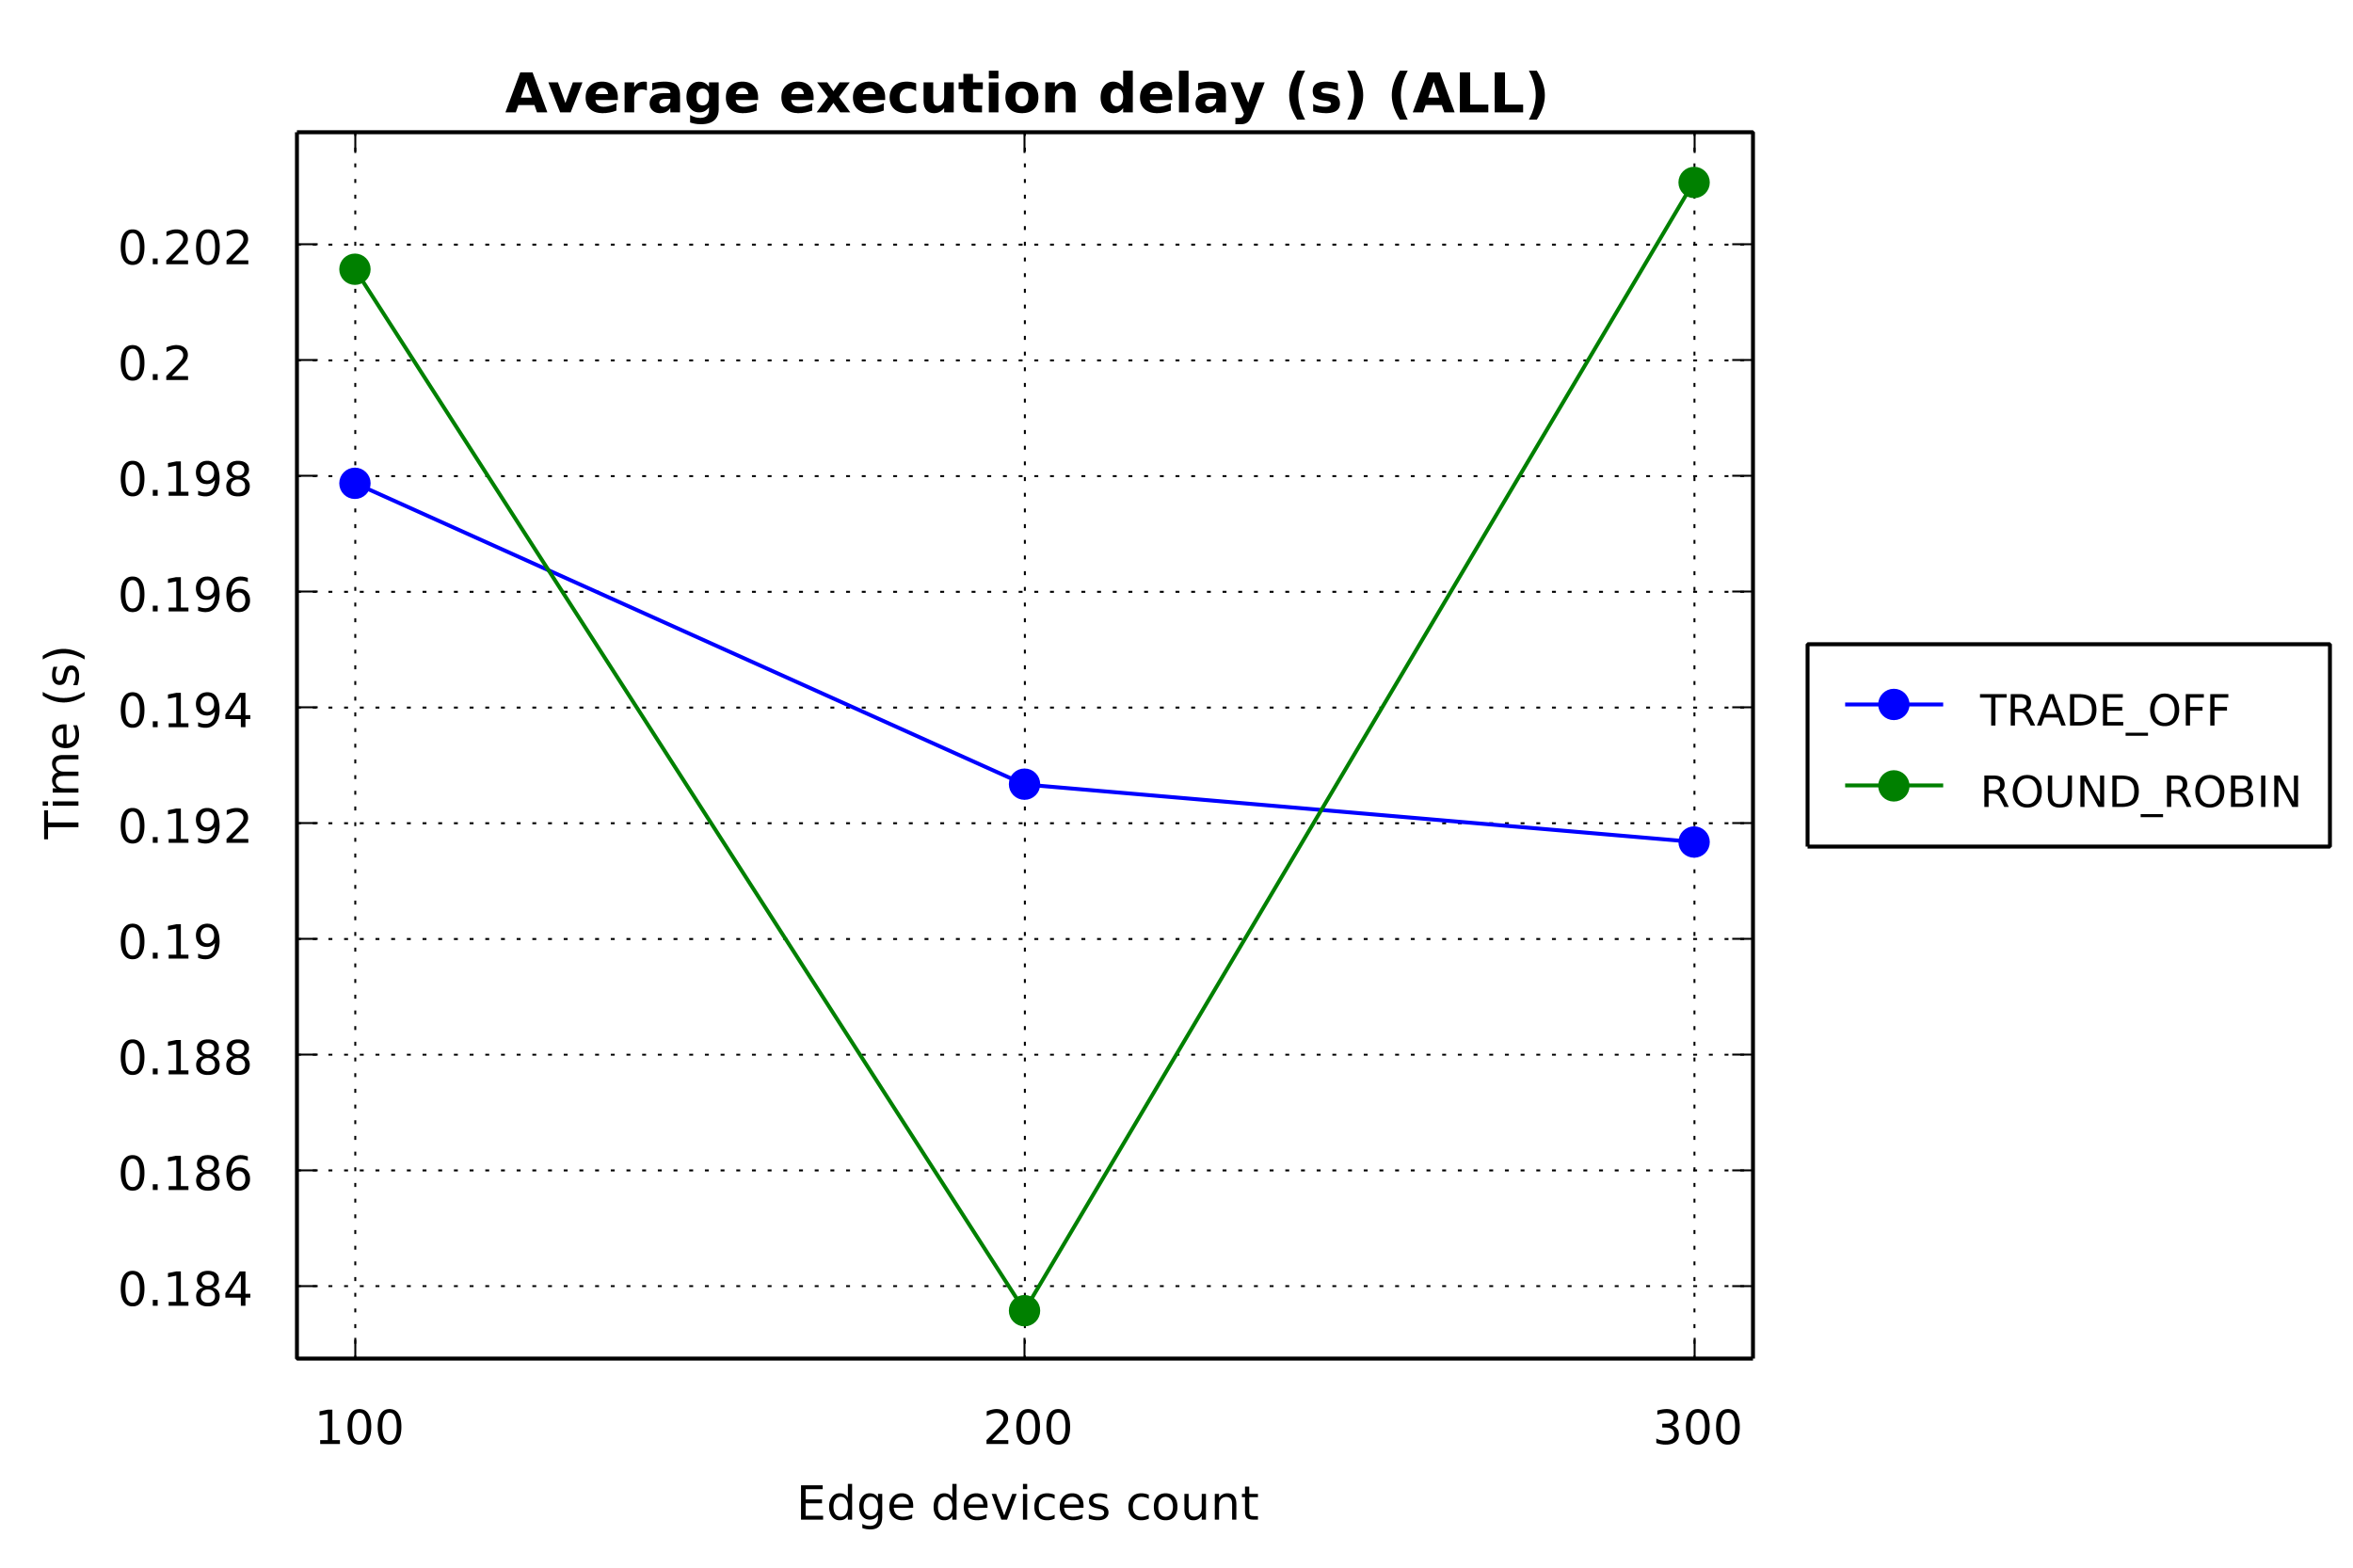 Average execution delay (s) (ALL)
0.202
0.2
0.198
0.196
0.194
0.192
0.19
0.188
0.186
0.184
Time (s)
100
200
300
Edge devices count
TRADE_OFF
ROUND_ROBIN